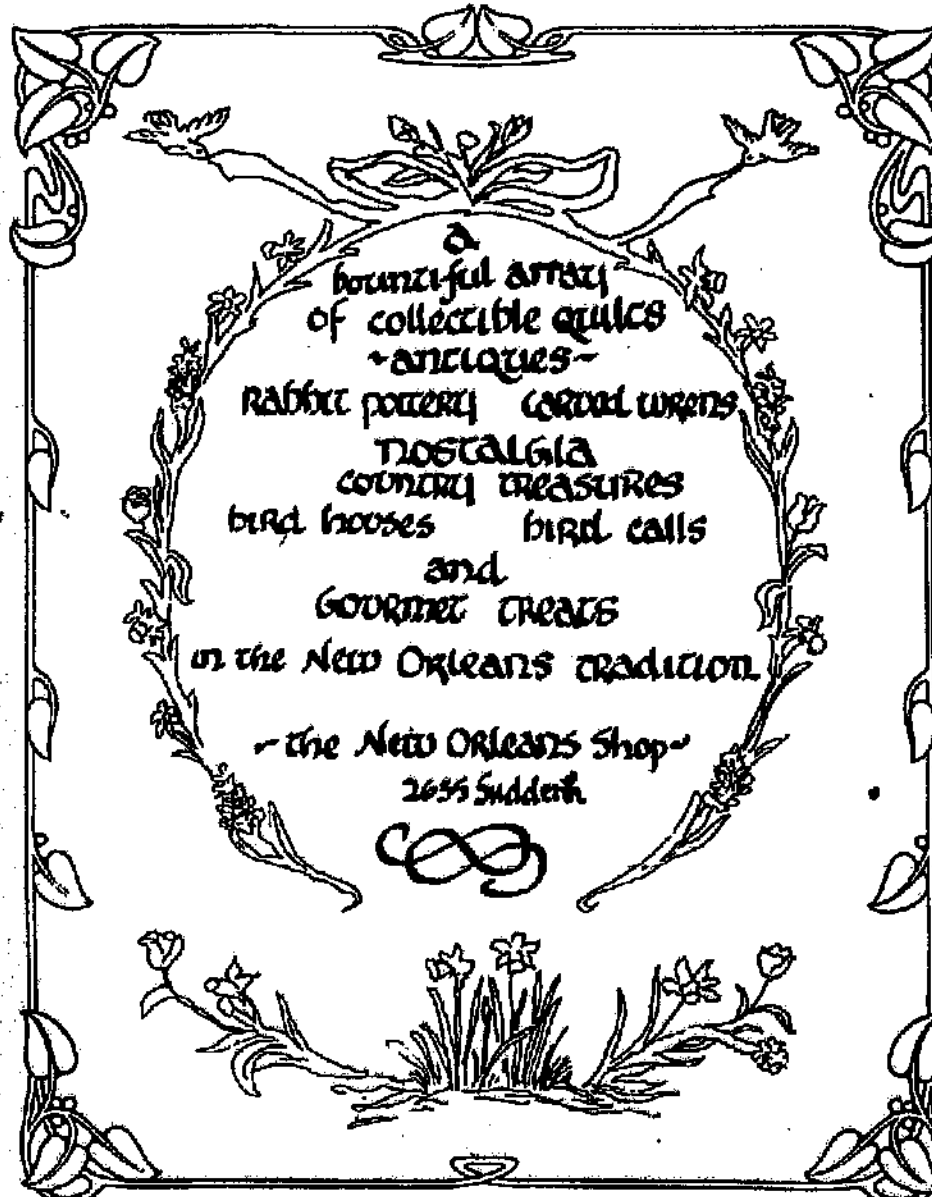 a
bountiful array
of collectible quilts
~antiques~
Rabbit pottery carved wrens
NOSTALGIA
country treasures
bird houses bird calls
and
Gourmet treats
in the New Orleans tradition
~the New Orleans Shop~
2635 Sudderth